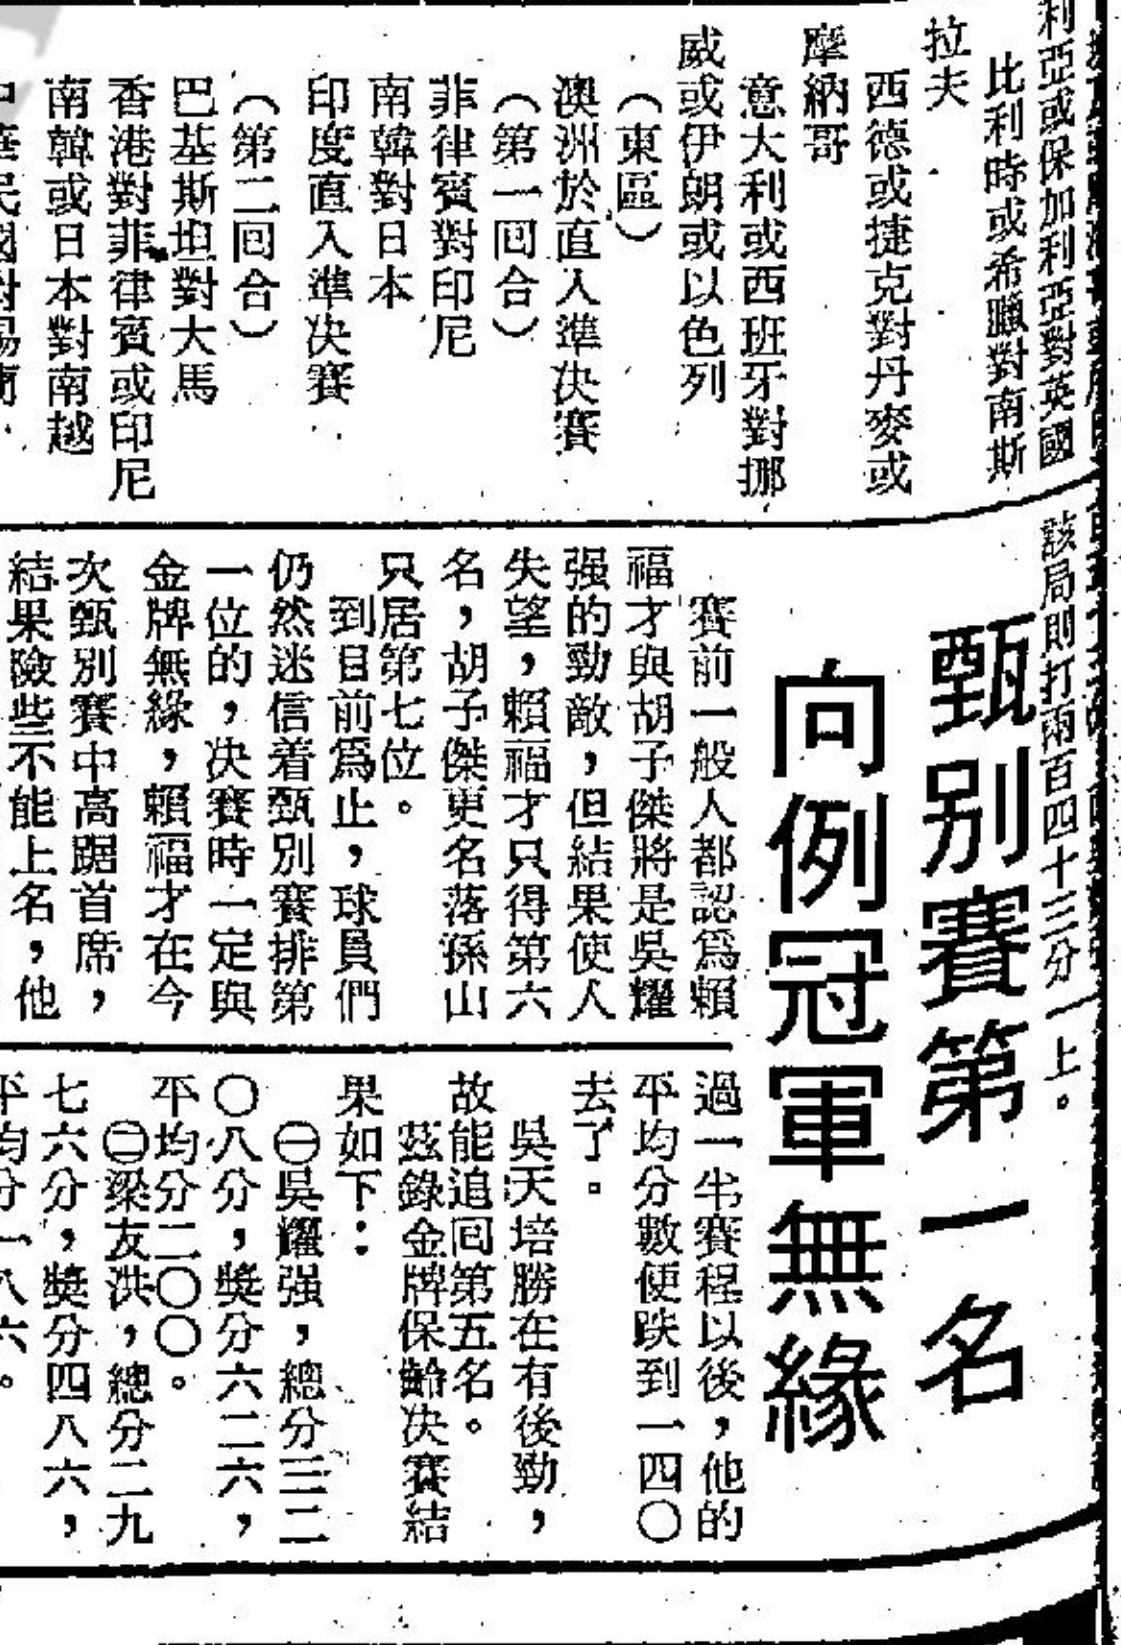 利亞或保加利亞對英國
比利時或希臘對南斯
拉夫
西德或捷克對丹麥或
摩納哥
意大利或西班牙對挪
威或伊朗或以色列
（東區）
澳洲於直入準決賽
（第一囘合）
菲律賓對印尼
南韓對日本
印度直入準决賽
（第二囘合）
巴基斯坦對大馬
香港對菲律賓或印尼
南韓或日本對南越
該局則打兩百四十三分一上。
甄别賽第一名
向例冠軍無緣
賽前一般人都認爲賴
福才與胡子傑將是吳耀
强的勁敵，但結果使人
失望，賴福才只得第六
名，胡子傑更名落孫山
只居第七位。
到目前爲止，球員們
仍然迷信着甄別賽排第
一位的，决賽時一定與
金牌無緣，賴福才在今
次甄別賽中高踞首席，
結果險些不能上名，他
過一半賽程以後，他的
平均分數便跌到一四〇
去了。
吳天培勝在有後勁，
故能追囘第五名。
玆錄金牌保齡决賽結
果如下：
㊀吳耀强，總分三二
〇八分，獎分六二六，
平均分二〇〇。
㊁梁友洪，總分二九
七六分，獎分四八六，
平均分一八六。